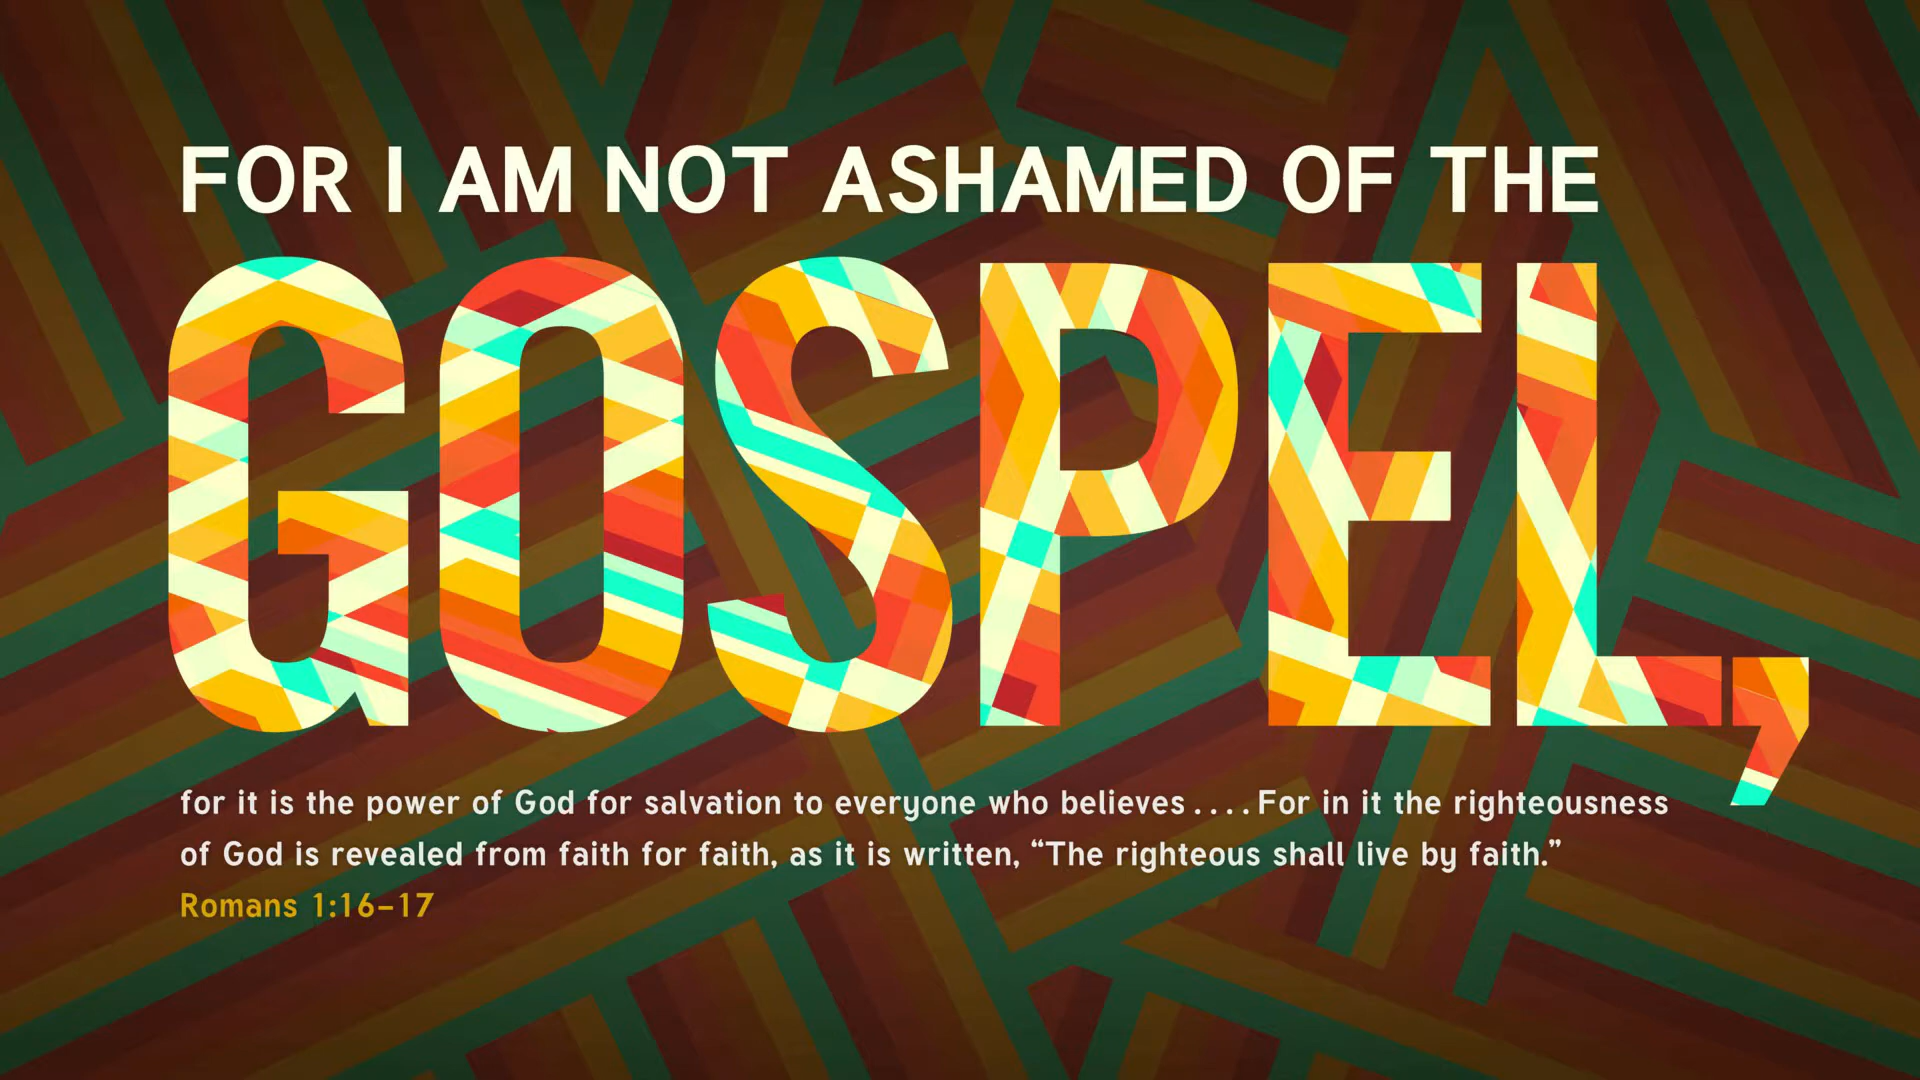 FOR I AM NOT ASHAMED OF THE
GOSPEL,
for it is the power of God for salvation to everyone who believes....For in it the righteousness
of God is revealed from faith for faith, as it is written, “The righteous shall live by faith.”
Romans 1:16–17